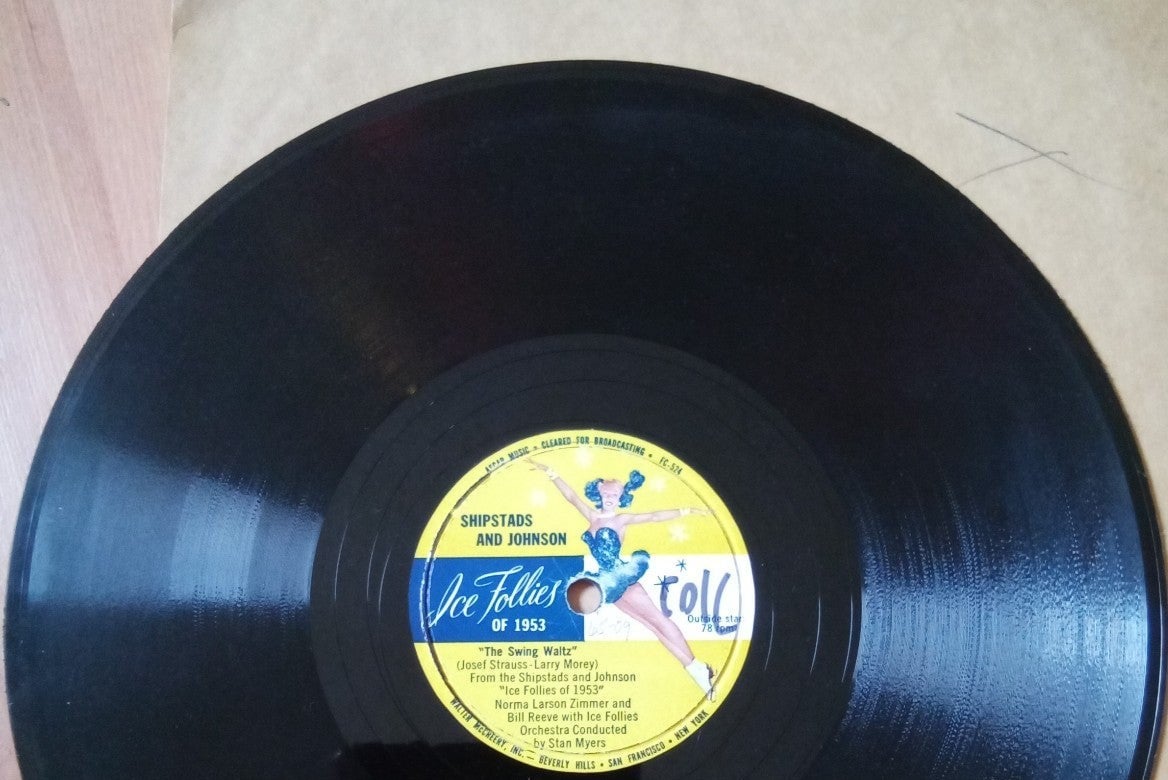 ASCAP MUSIC • CLEARED FOR BROADCASTING • FC-524
SHIPSTADS
AND JOHNSON
Ice Follies
OF 1953
Outside start
78 rpm
"The Swing Waltz"
(Josef Strauss-Larry Morey)
From the Shipstads and Johnson
"Ice Follies of 1953"
Norma Larson Zimmer and
Bill Reeve with Ice Follies
Orchestra Conducted
by Stan Myers
WALTER McCREERY, INC. — BEVERLY HILLS • SAN FRANCISCO • NEW YORK